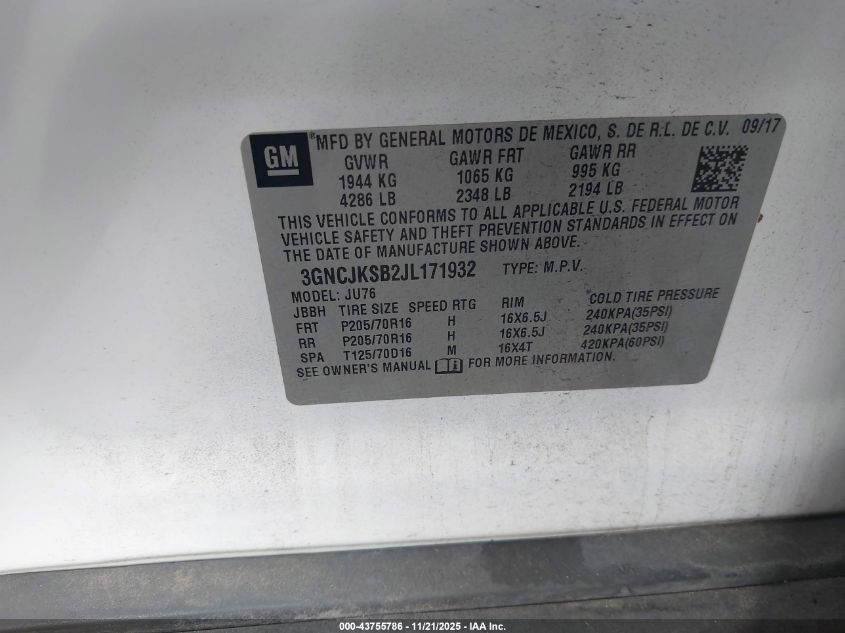 GM ® MFD BY GENERAL MOTORS DE MEXICO, S. DE R.L. DE C.V. 09/17
GVWR GAWR FRT GAWR RR
1944 KG 1065 KG 995 KG
4286 LB 2348 LB 2194 LB
THIS VEHICLE CONFORMS TO ALL APPLICABLE U.S. FEDERAL MOTOR
VEHICLE SAFETY AND THEFT PREVENTION STANDARDS IN EFFECT ON
THE DATE OF MANUFACTURE SHOWN ABOVE.
3GNCJKSB2JL171932 TYPE: M.P.V.
MODEL: JU76
JBBH TIRE SIZE SPEED RTG RIM COLD TIRE PRESSURE
FRT P205/70R16 H 16X6.5J 240KPA(35PSI)
RR P205/70R16 H 16X6.5J 240KPA(35PSI)
SPA T125/70D16 M 16X4T 420KPA(60PSI)
SEE OWNER'S MANUAL i FOR MORE INFORMATION.
000-43755786 - 11/21/2025 - IAA Inc.